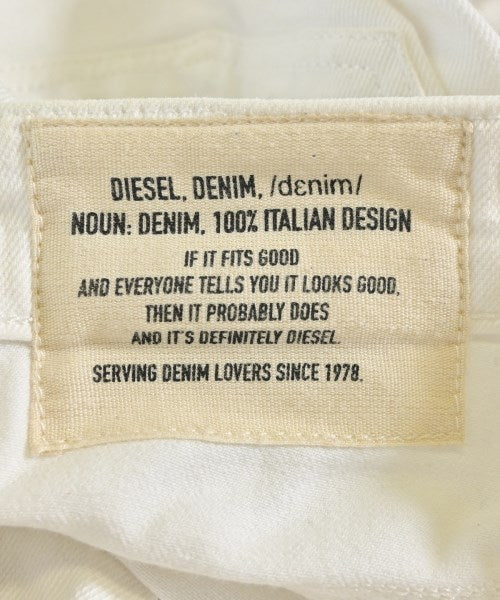 DIESEL, DENIM, /dɛnim/
NOUN: DENIM, 100% ITALIAN DESIGN
IF IT FITS GOOD
AND EVERYONE TELLS YOU IT LOOKS GOOD,
THEN IT PROBABLY DOES
AND IT'S DEFINITELY DIESEL.
SERVING DENIM LOVERS SINCE 1978.